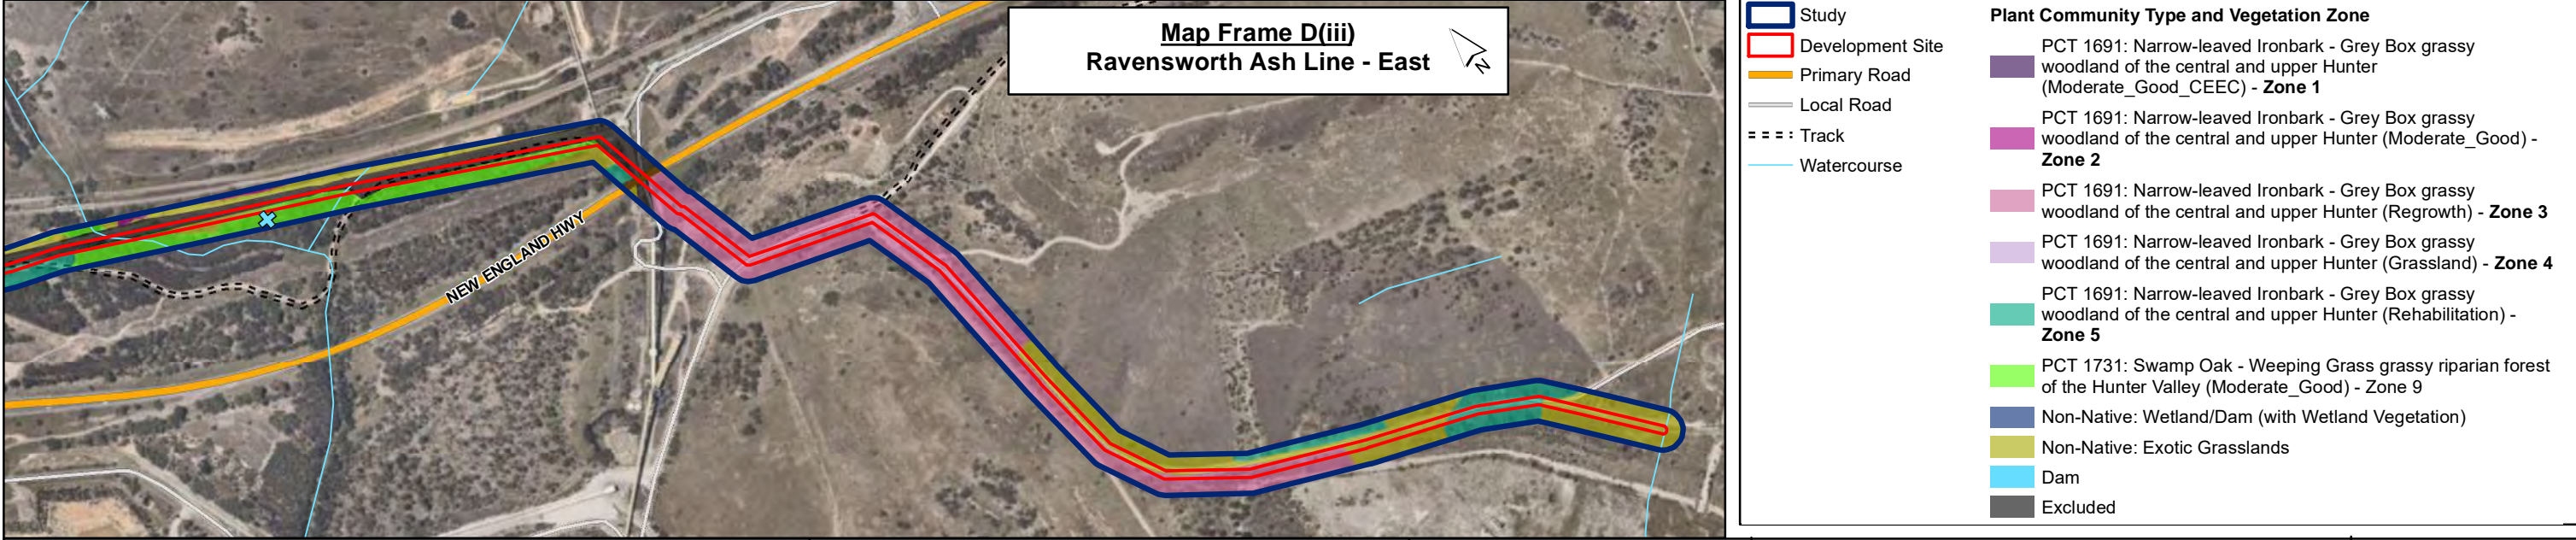 Map Frame D(iii)
Ravensworth Ash Line - East
N
NEW ENGLAND HWY
Study
Development Site
Primary Road
Local Road
Track
Watercourse
Plant Community Type and Vegetation Zone
PCT 1691: Narrow-leaved Ironbark - Grey Box grassy
woodland of the central and upper Hunter
(Moderate_Good_CEEC) - Zone 1
PCT 1691: Narrow-leaved Ironbark - Grey Box grassy
woodland of the central and upper Hunter (Moderate_Good) -
Zone 2
PCT 1691: Narrow-leaved Ironbark - Grey Box grassy
woodland of the central and upper Hunter (Regrowth) - Zone 3
PCT 1691: Narrow-leaved Ironbark - Grey Box grassy
woodland of the central and upper Hunter (Grassland) - Zone 4
PCT 1691: Narrow-leaved Ironbark - Grey Box grassy
woodland of the central and upper Hunter (Rehabilitation) -
Zone 5
PCT 1731: Swamp Oak - Weeping Grass grassy riparian forest
of the Hunter Valley (Moderate_Good) - Zone 9
Non-Native: Wetland/Dam (with Wetland Vegetation)
Non-Native: Exotic Grasslands
Dam
Excluded